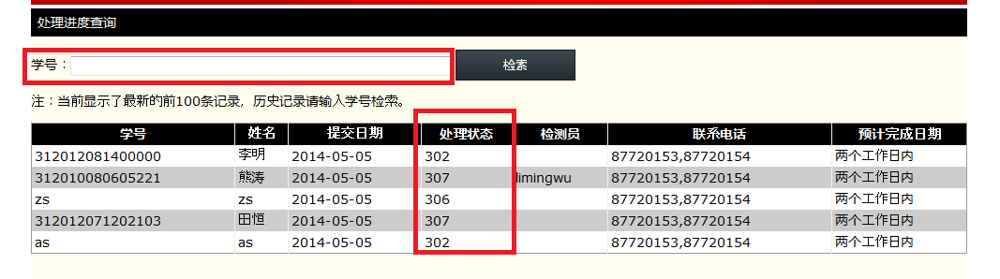 处理进度查询
学号： 检索
注：当前显示了最新的前100条记录，历史记录请输入学号检索。
学号 姓名 提交日期 处理状态 检测员 联系电话 预计完成日期
312012081400000 李明 2014-05-05 302 87720153,87720154 两个工作日内
312010080605221 熊涛 2014-05-05 307 limingwu 87720153,87720154 两个工作日内
zs zs 2014-05-05 306 87720153,87720154 两个工作日内
312012071202103 田恒 2014-05-05 307 87720153,87720154 两个工作日内
as as 2014-05-05 302 87720153,87720154 两个工作日内